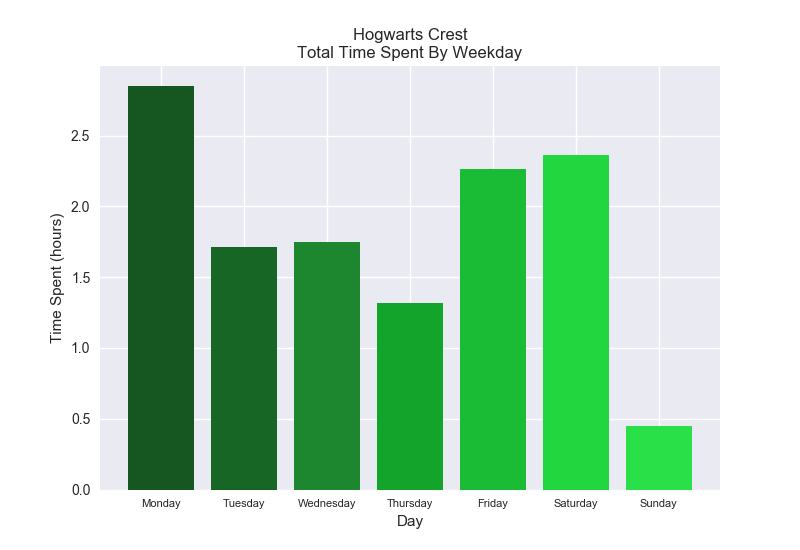 Hogwarts Crest
Total Time Spent By Weekday
2.5
2.0
1.5
1.0
0.5
0.0
Time Spent (hours)
Monday Tuesday Wednesday Thursday Friday Saturday Sunday
Day